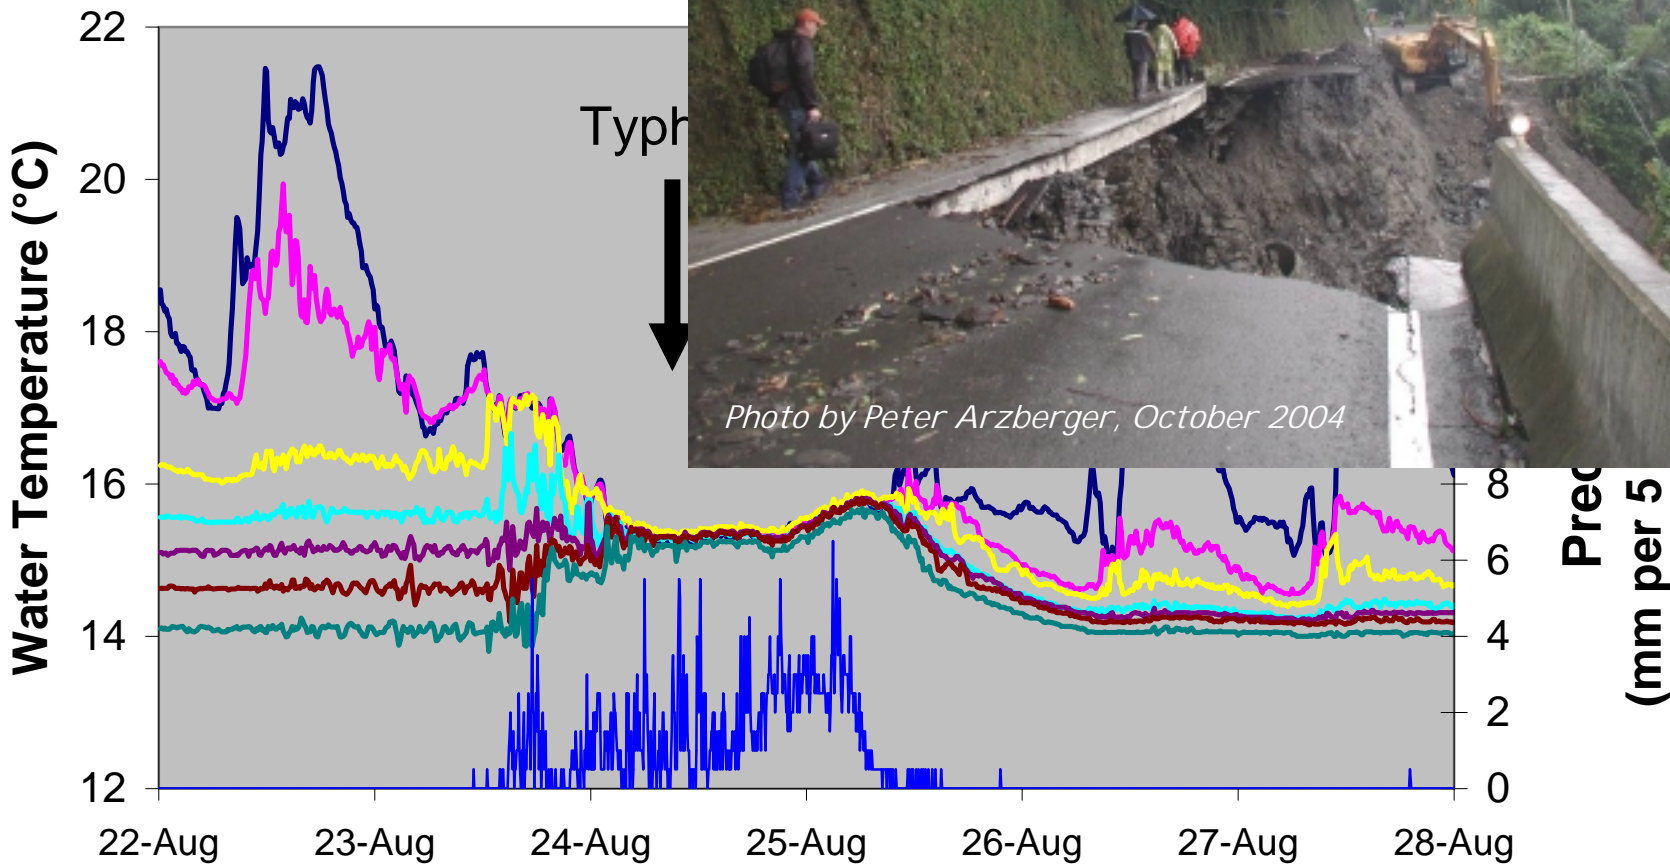 22
20
18
16
14
12
Water Temperature (°C)
Typh
Photo by Peter Arzberger, October 2004
8
6
4
2
0
Prec
(mm per 5
22-Aug 23-Aug 24-Aug 25-Aug 26-Aug 27-Aug 28-Aug